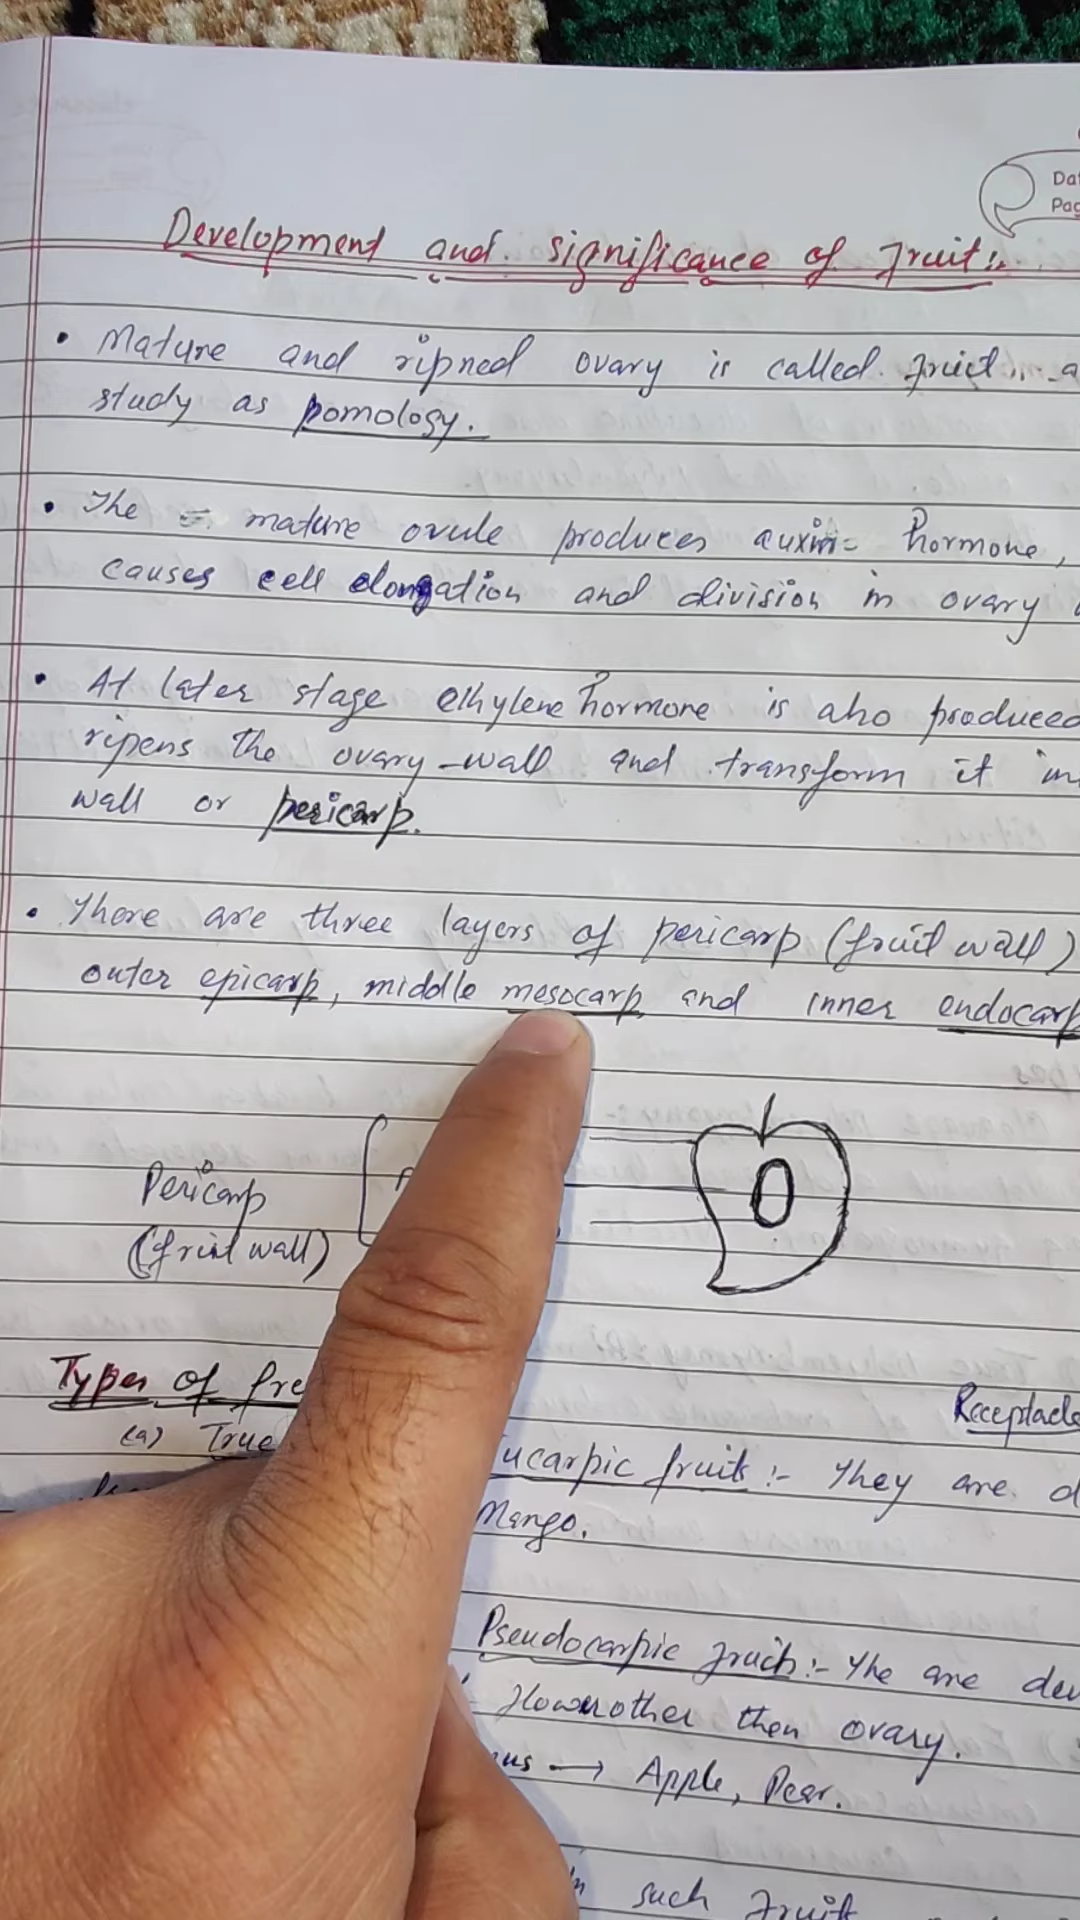 Dat
Pag
Development and significance of Fruit:-
• Mature and ripned ovary is called fruit a
study as pomology.
• The mature ovule produces auxin hormone,
causes cell elongation and division in ovary
• At later stage ethylene hormone is also produced
ripens the ovary-wall and transform it in
wall or pericarp.
• There are three layers of pericarp (fruit wall)
outer epicarp, middle mesocarp and inner endocarp
Pericarp
(fruit wall)
Types of fr
(a) True
Receptacle
ucarpic fruit :- They are d
Mango.
Pseudocarpic fruit :- The are dev
Flower other then ovary.
us → Apple, Pear.
such Fruit